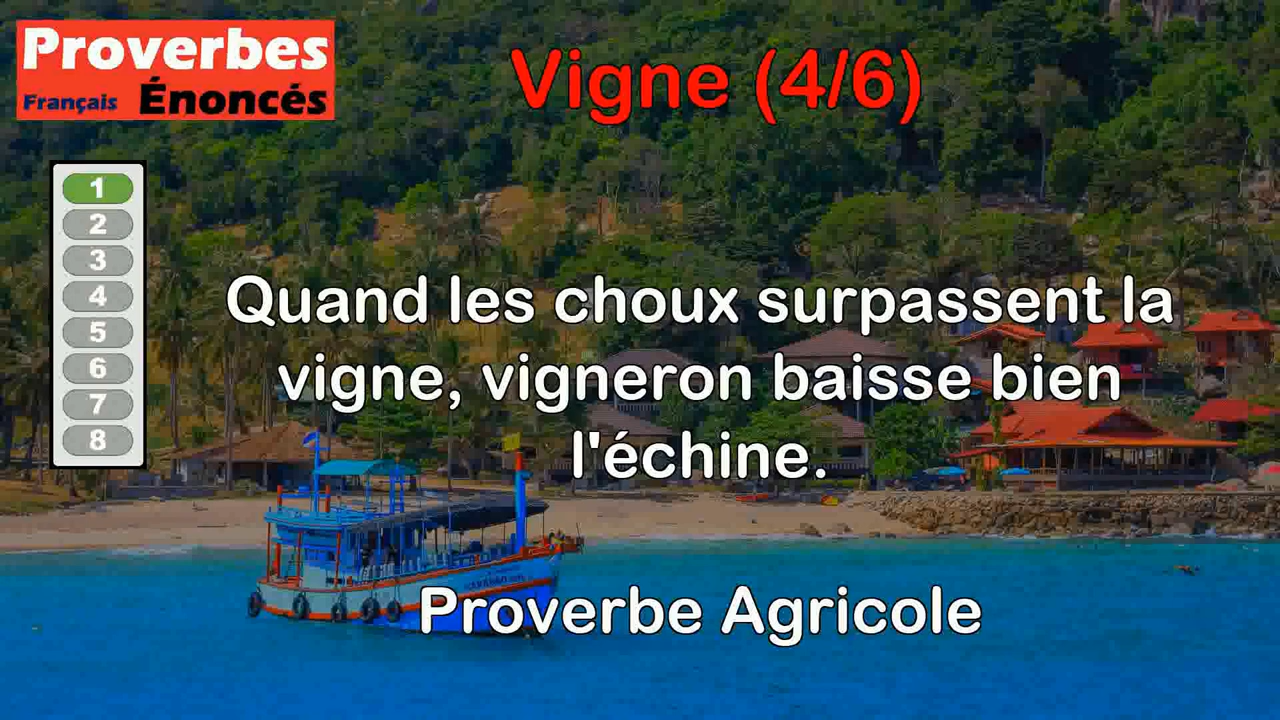 Proverbes
Français Énoncés
Vigne (4/6)
1
2
3
4
5
6
7
8
Quand les choux surpassent la
vigne, vigneron baisse bien
l'échine.
Proverbe Agricole